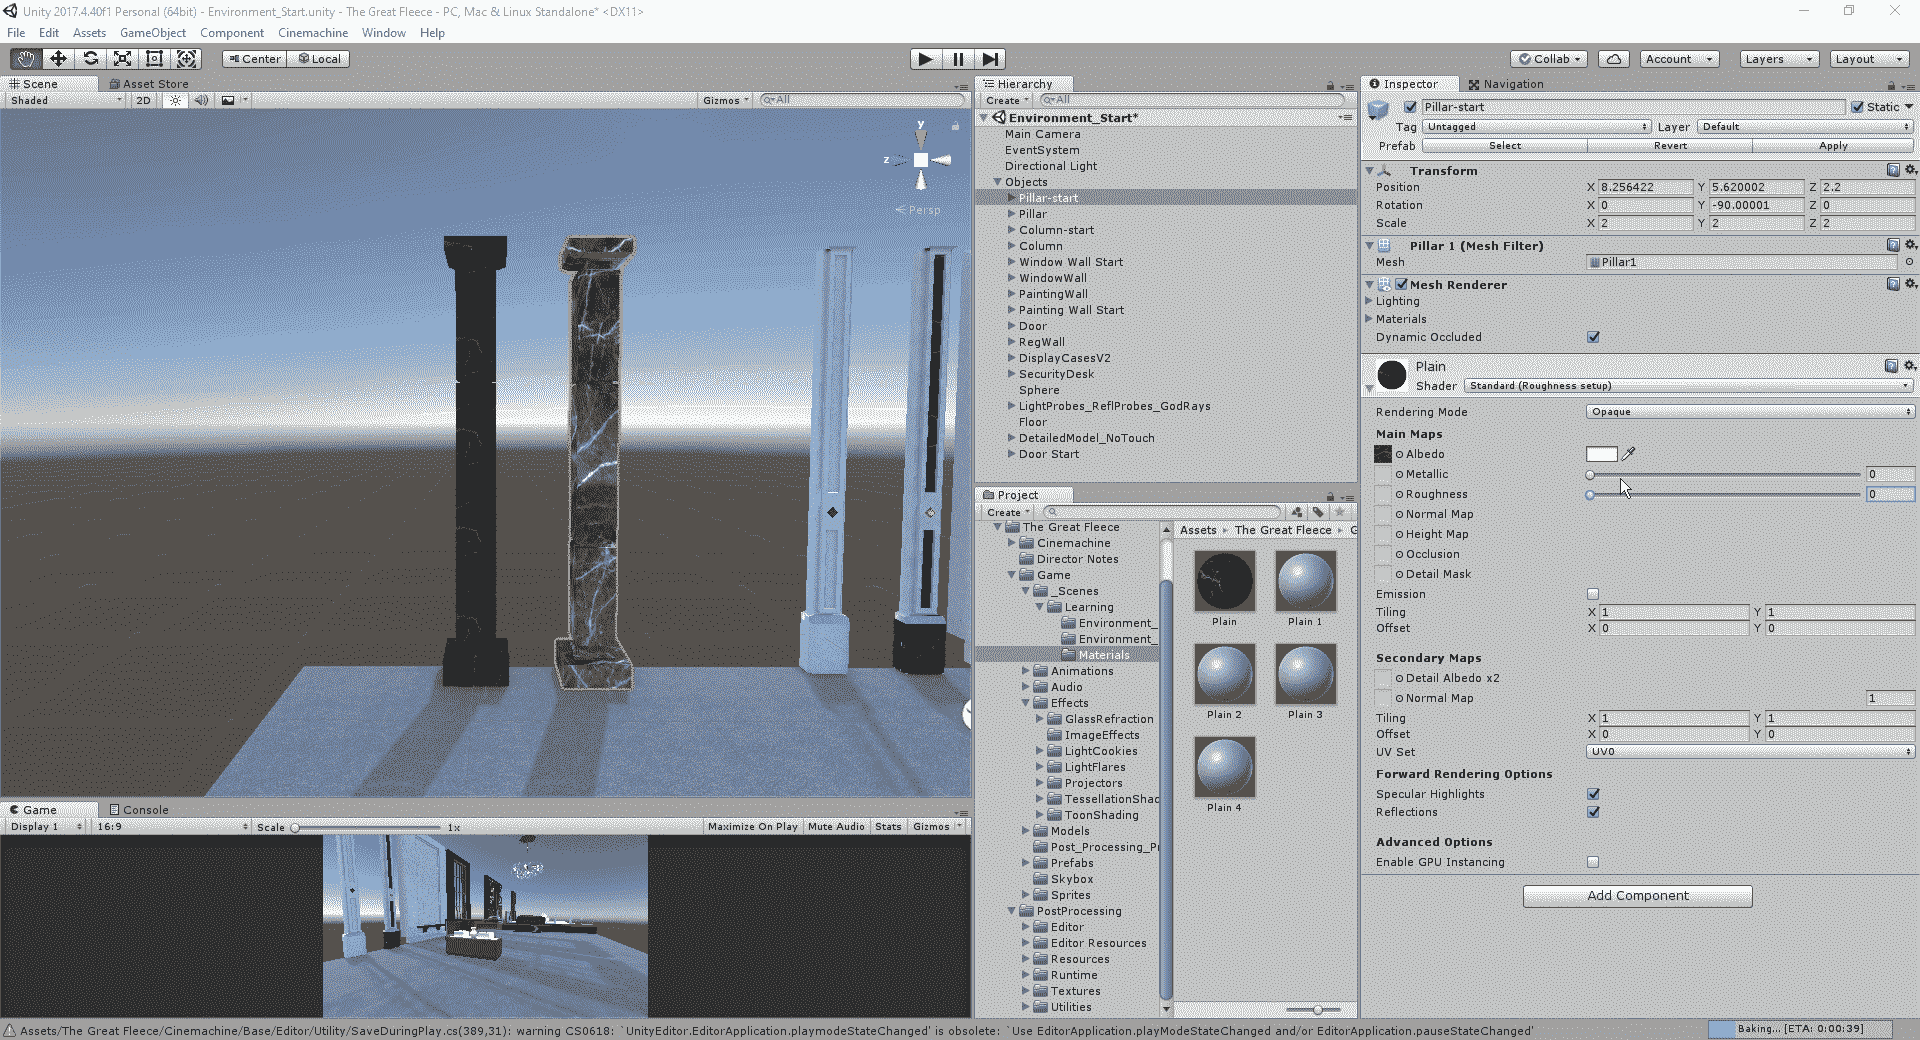 Unity 2017.4.40f1 Personal (64bit) - Environment_Start.unity - The Great Fleece - PC, Mac & Linux Standalone* <DX11>
File Edit Assets GameObject Component Cinemachine Window Help
Center Local
Collab Account Layers Layout
Scene Asset Store
Shaded 2D Gizmos All
y
z
Persp
Hierarchy
Create All
Environment_Start*
Main Camera
EventSystem
Directional Light
Objects
Pillar-start
Pillar
Column-start
Column
Window Wall Start
WindowWall
PaintingWall
Painting Wall Start
Door
RegWall
DisplayCasesV2
SecurityDesk
Sphere
LightProbes_ReflProbes_GodRays
Floor
DetailedModel_NoTouch
Door Start
Project
Create
The Great Fleece
Cinemachine
Director Notes
Game
_Scenes
Learning
Environment_
Environment_
Materials
Animations
Audio
Effects
GlassRefraction
ImageEffects
LightCookies
LightFlares
Projectors
TessellationShad
ToonShading
Models
Post_Processing_Pr
Prefabs
Skybox
Sprites
PostProcessing
Editor
Editor Resources
Resources
Runtime
Textures
Utilities
Assets The Great Fleece G
Plain Plain 1
Plain 2 Plain 3
Plain 4
Inspector Navigation
Pillar-start Static
Tag Untagged Layer Default
Prefab Select Revert Apply
Transform
Position X 8.256422 Y 5.620002 Z 2.2
Rotation X 0 Y -90.00001 Z 0
Scale X 2 Y 2 Z 2
Pillar 1 (Mesh Filter)
Mesh Pillar1
Mesh Renderer
Lighting
Materials
Dynamic Occluded
Plain
Shader Standard (Roughness setup)
Rendering Mode Opaque
Main Maps
Albedo
Metallic 0
Roughness 0
Normal Map
Height Map
Occlusion
Detail Mask
Emission
Tiling X 1 Y 1
Offset X 0 Y 0
Secondary Maps
Detail Albedo x2
Normal Map 1
Tiling X 1 Y 1
Offset X 0 Y 0
UV Set UV0
Forward Rendering Options
Specular Highlights
Reflections
Advanced Options
Enable GPU Instancing
Add Component
Game Console
Display 1 16:9 Scale 1x Maximize On Play Mute Audio Stats Gizmos
Assets/The Great Fleece/Cinemachine/Base/Editor/Utility/SaveDuringPlay.cs(389,31): warning CS0618: `UnityEditor.EditorApplication.playmodeStateChanged' is obsolete: `Use EditorApplication.playModeStateChanged and/or EditorApplication.pauseStateChanged'
Baking... [ETA: 0:00:39]